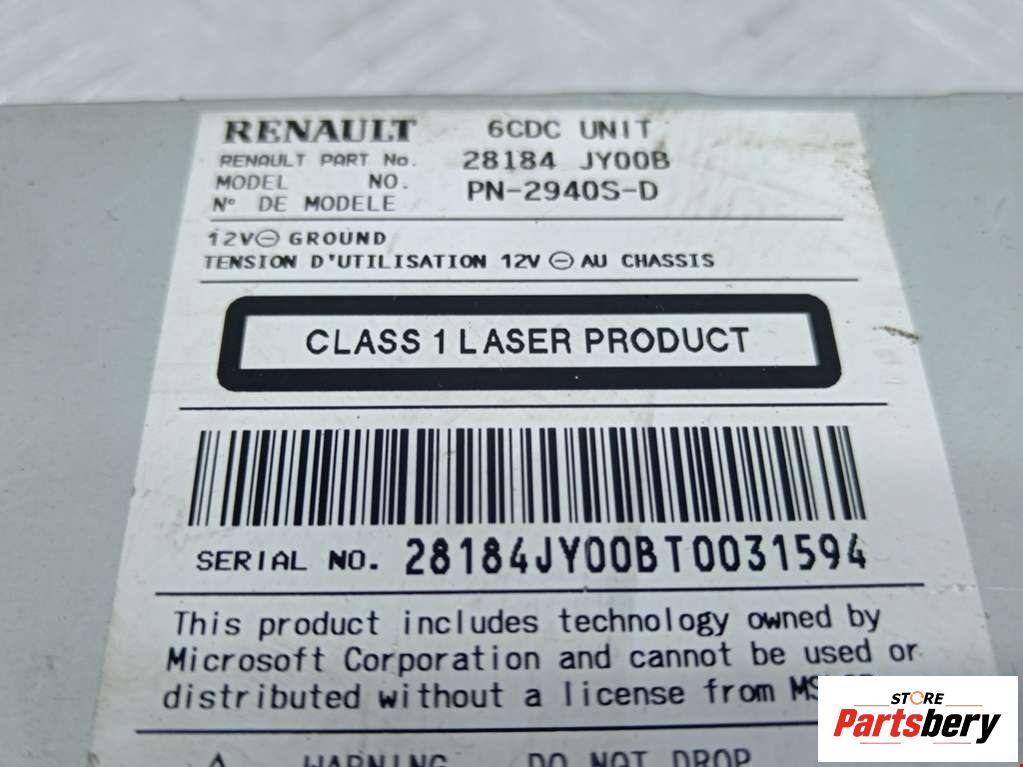 RENAULT 6CDC UNIT
RENAULT PART No. 28184 JY00B
MODEL NO. PN-2940S-D
N° DE MODELE
12V⊖ GROUND
TENSION D'UTILISATION 12V ⊖ AU CHASSIS
CLASS 1 LASER PRODUCT
SERIAL NO. 28184JY00BT0031594
This product includes technology owned by
Microsoft Corporation and cannot be used or
distributed without a license from
WARNING DO NOT DROP
STORE
Partsbery